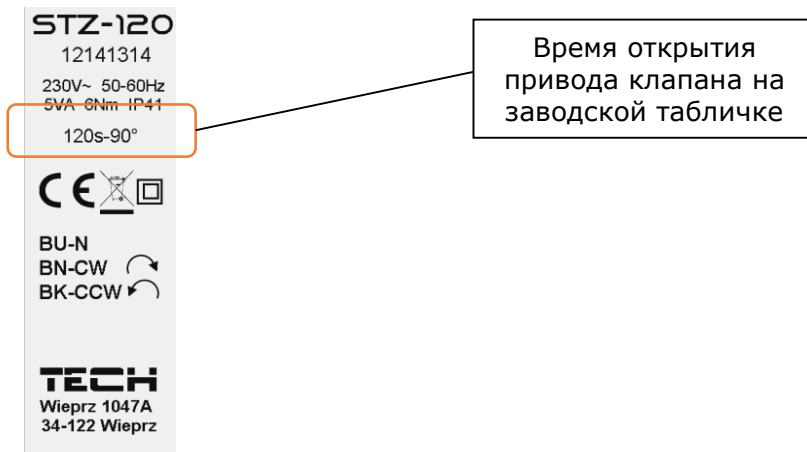 STZ-120
12141314
230V~ 50-60Hz
5VA 6Nm IP41
120s-90°
CE
BU-N
BN-CW
BK-CCW
TECH
Wieprz 1047A
34-122 Wieprz
Время открытия
привода клапана на
заводской табличке